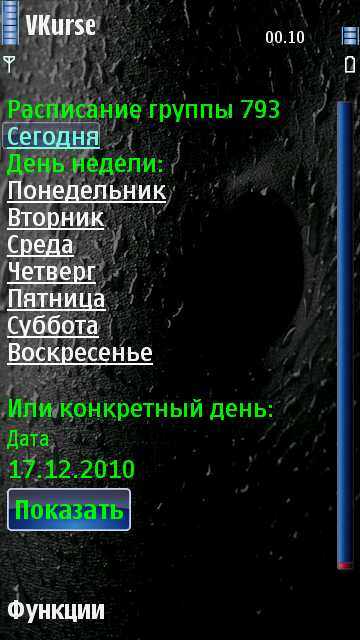 VKurse
00.10
Расписание группы 793
Сегодня
День недели:
Понедельник
Вторник
Среда
Четверг
Пятница
Суббота
Воскресенье
Или конкретный день:
Дата
17.12.2010
Показать
Функции